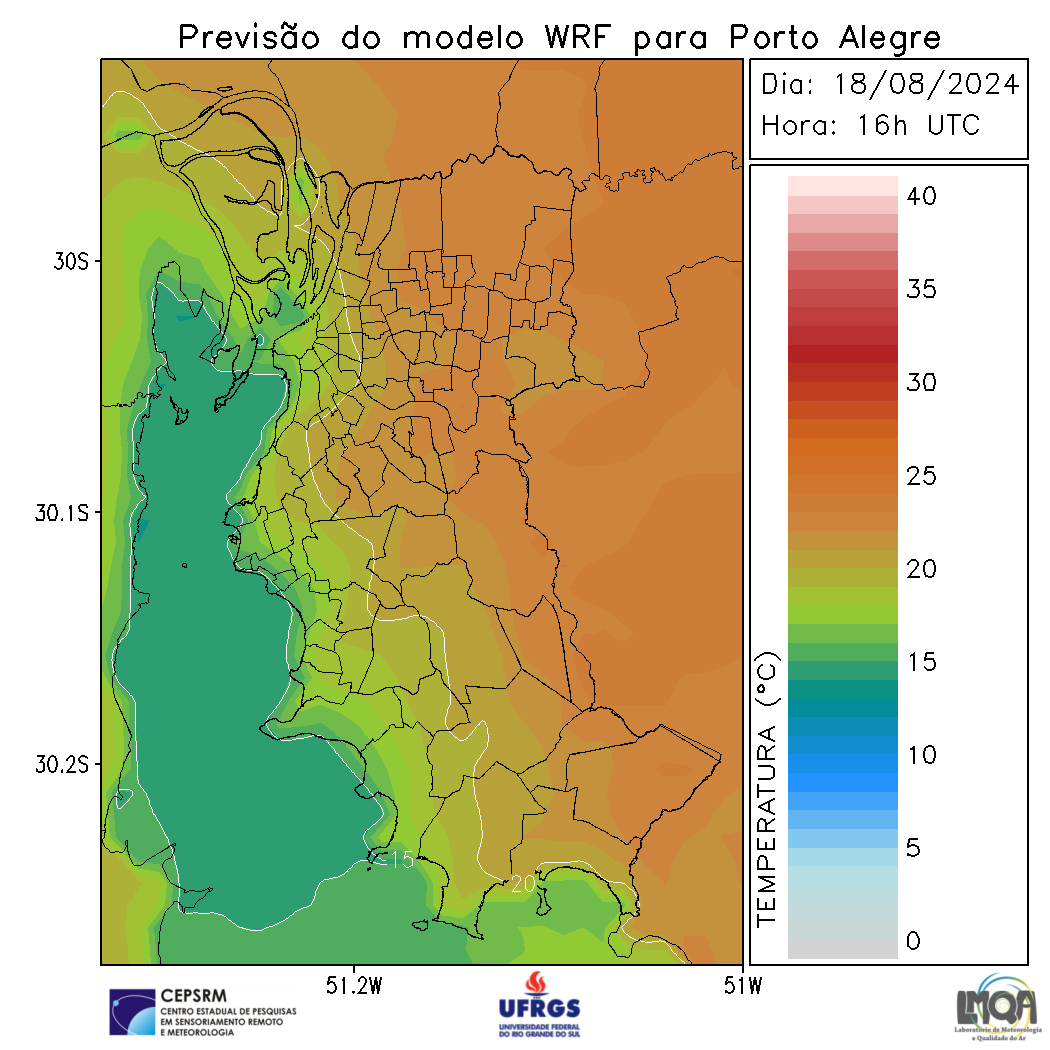 Previsão do modelo WRF para Porto Alegre
Dia: 18/08/2024
Hora: 16h UTC
30S
30.1S
30.2S
51.2W
51W
15
20
TEMPERATURA (°C)
40
35
30
25
20
15
10
5
0
CEPSRM
CENTRO ESTADUAL DE PESQUISAS
EM SENSORIAMENTO REMOTO
E METEOROLOGIA
UFRGS
UNIVERSIDADE FEDERAL
DO RIO GRANDE DO SUL
LMQA
Laboratório de Meteorologia
e Qualidade do Ar